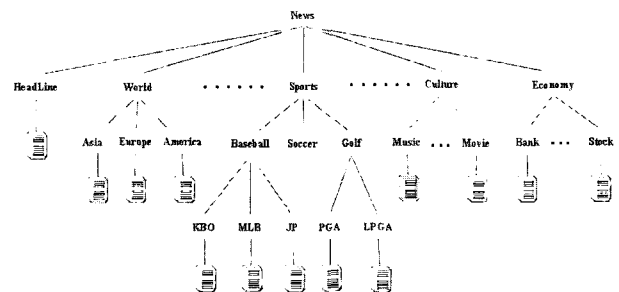 News
HeadLine World Sports Culture Economy
Asia Europe America Baseball Soccer Golf Music Movie Bank Stock
KBO MLB JP PGA LPGA